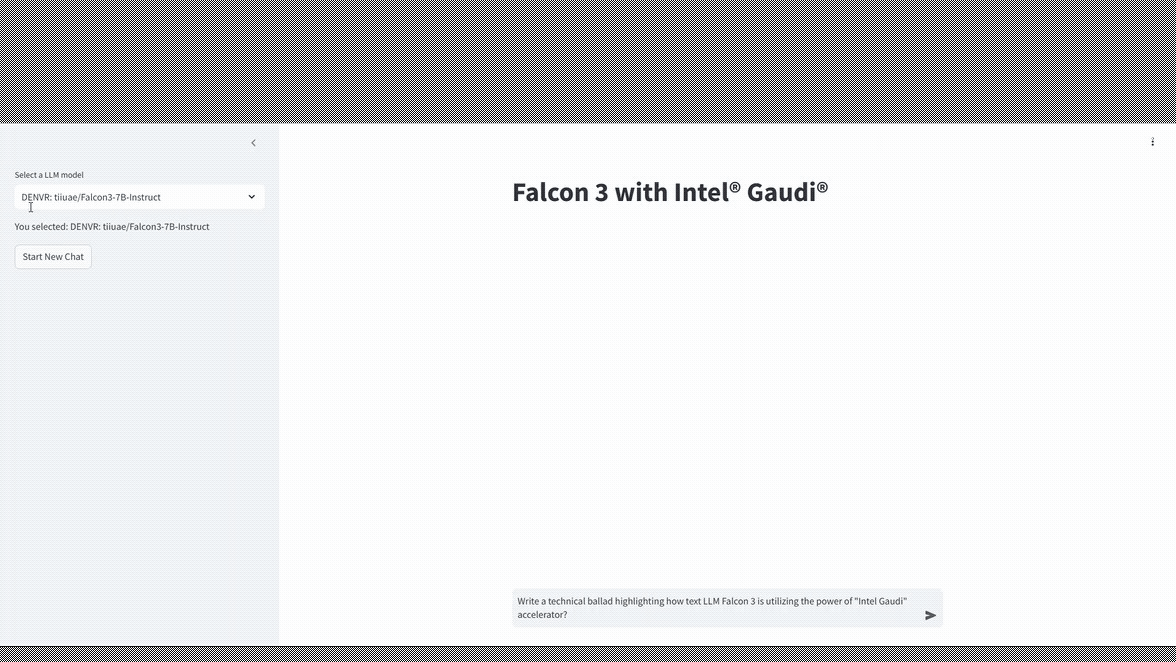 Select a LLM model
DENVR: tiiuae/Falcon3-7B-Instruct
You selected: DENVR: tiiuae/Falcon3-7B-Instruct
Start New Chat
Falcon 3 with Intel® Gaudi®
Write a technical ballad highlighting how text LLM Falcon 3 is utilizing the power of "Intel Gaudi"
accelerator?